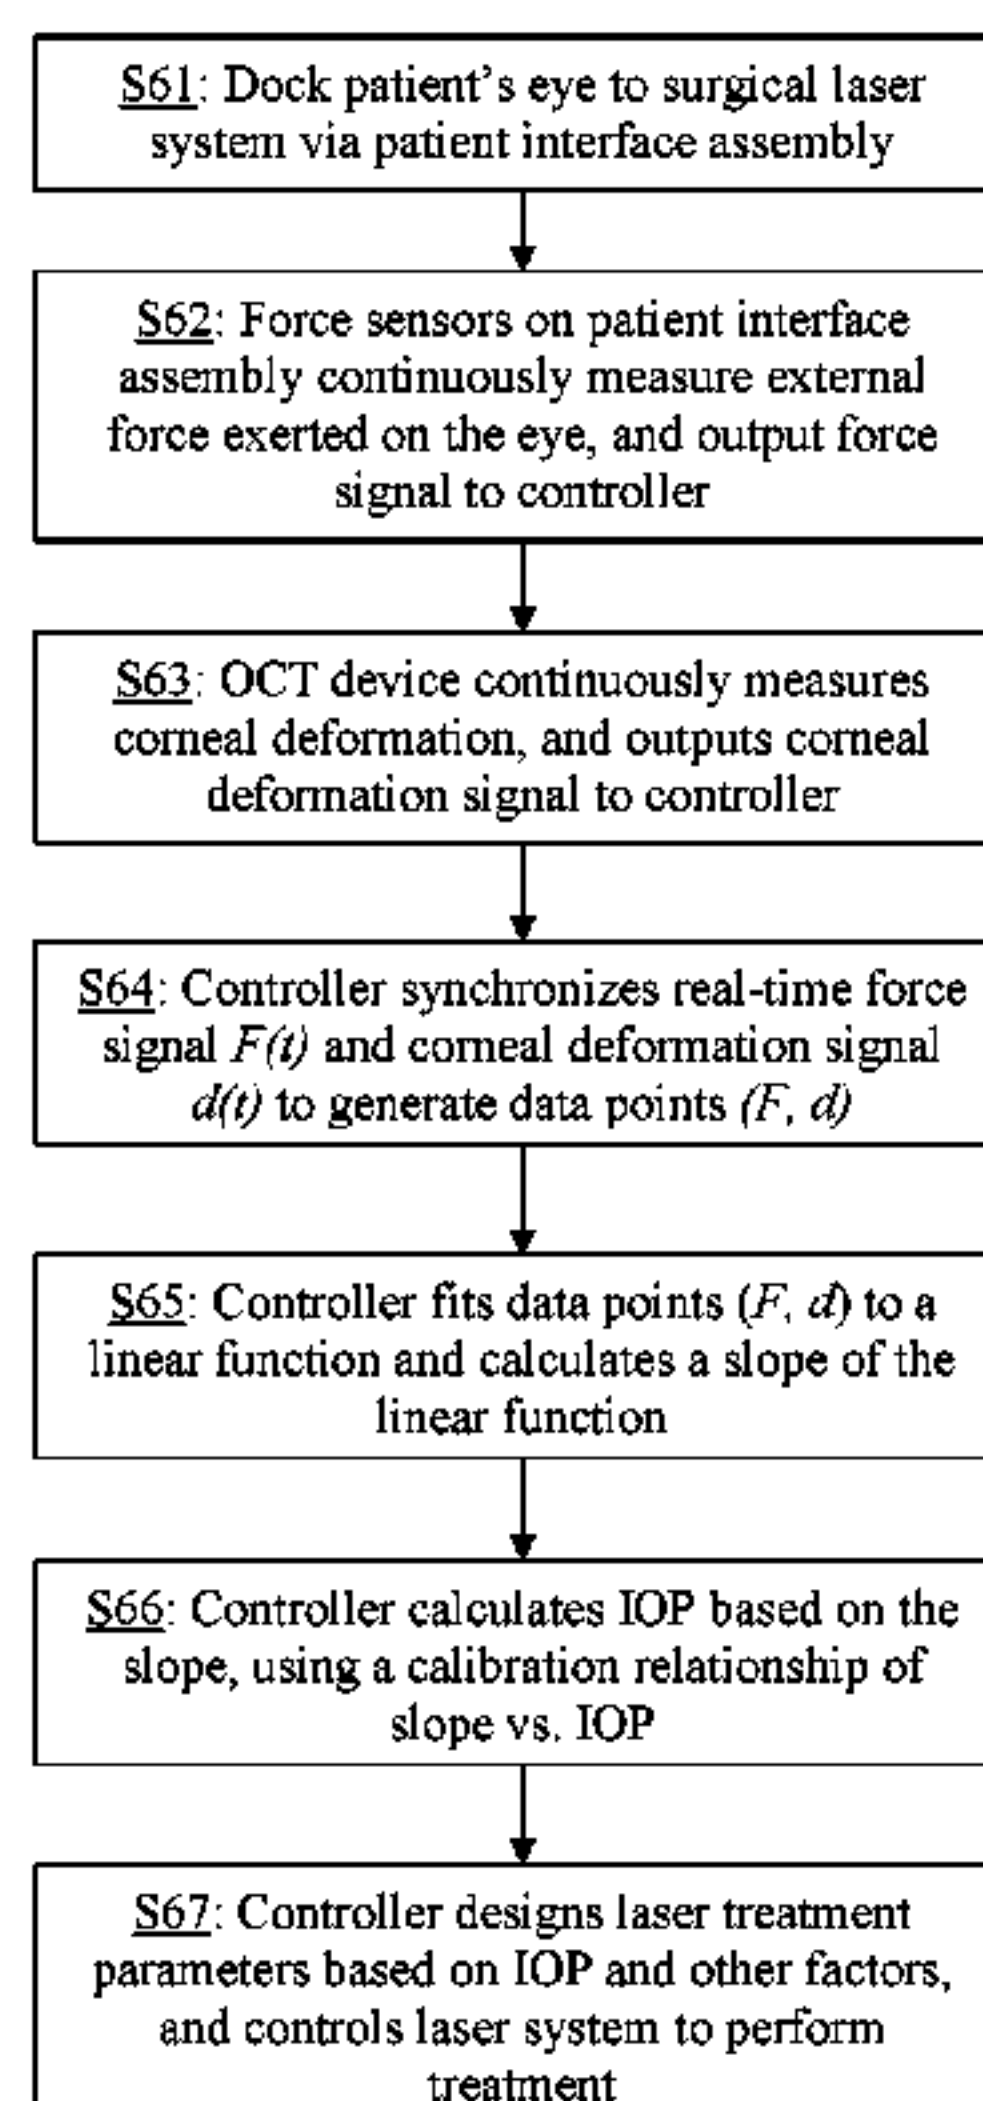 S61: Dock patient's eye to surgical laser
system via patient interface assembly
S62: Force sensors on patient interface
assembly continuously measure external
force exerted on the eye, and output force
signal to controller
S63: OCT device continuously measures
corneal deformation, and outputs corneal
deformation signal to controller
S64: Controller synchronizes real-time force
signal F(t) and corneal deformation signal
d(t) to generate data points (F, d)
S65: Controller fits data points (F, d) to a
linear function and calculates a slope of the
linear function
S66: Controller calculates IOP based on the
slope, using a calibration relationship of
slope vs. IOP
S67: Controller designs laser treatment
parameters based on IOP and other factors,
and controls laser system to perform
treatment